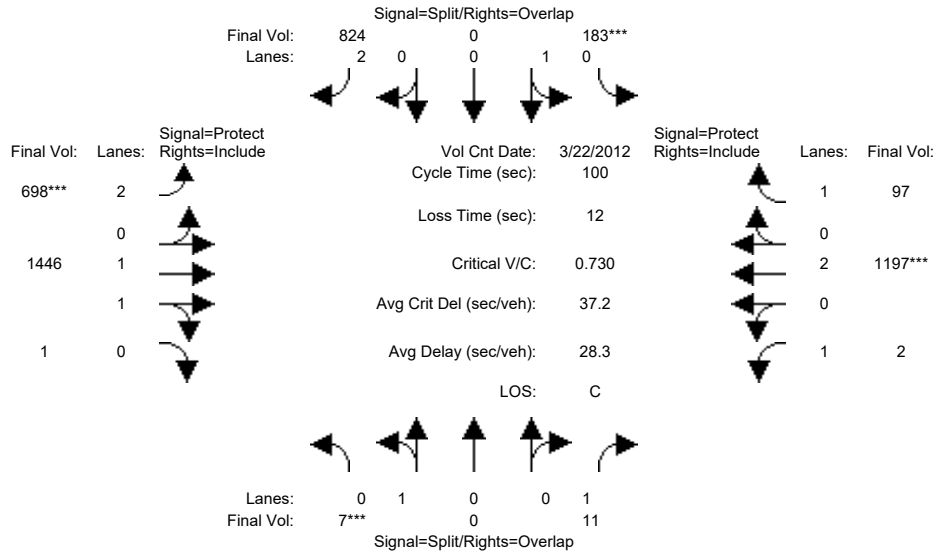 Signal=Split/Rights=Overlap
Final Vol: 824 0 183***
Lanes: 2 0 0 1 0
Signal=Protect
Final Vol: Lanes: Rights=Include
Vol Cnt Date: 3/22/2012
Signal=Protect
Rights=Include Lanes: Final Vol:
Cycle Time (sec): 100
698*** 2
1 97
Loss Time (sec): 12
0
0
1446 1
Critical V/C: 0.730
2 1197***
1
Avg Crit Del (sec/veh): 37.2
0
1 0
Avg Delay (sec/veh): 28.3
1 2
LOS: C
Lanes: 0 1 0 0 1
Final Vol: 7*** 0 11
Signal=Split/Rights=Overlap